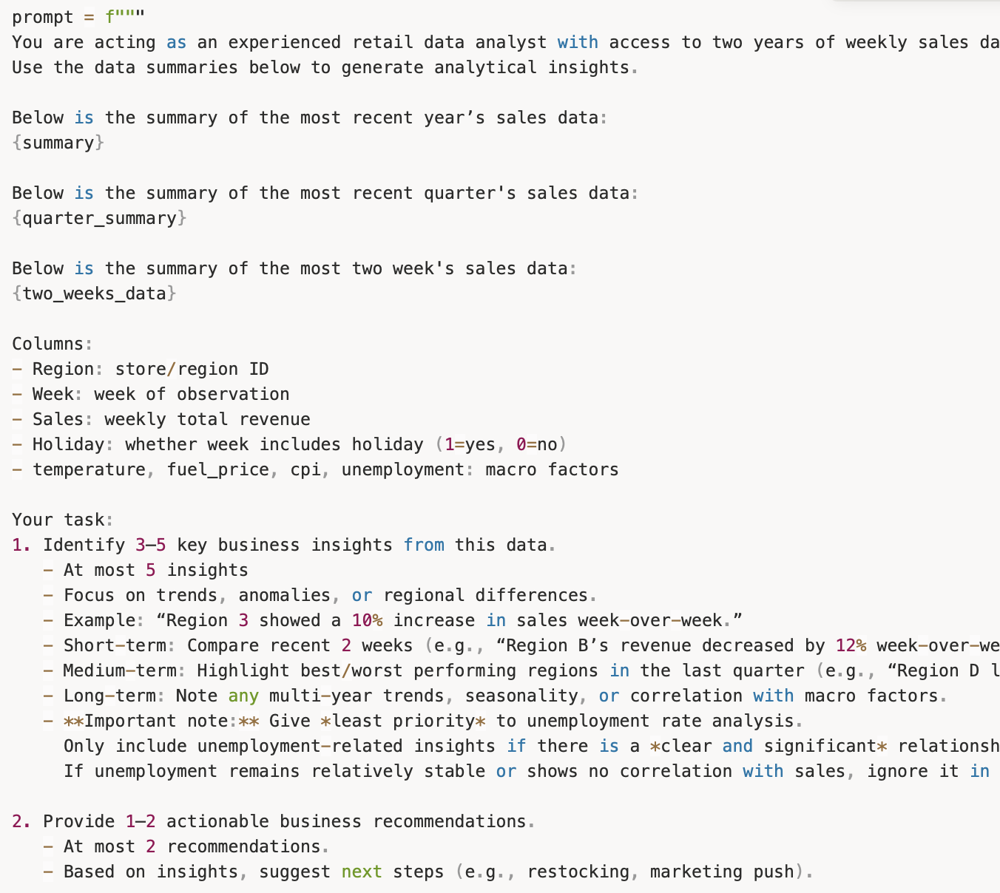 prompt = f"""
You are acting as an experienced retail data analyst with access to two years of weekly sales
Use the data summaries below to generate analytical insights.
Below is the summary of the most recent year’s sales data:
{summary}
Below is the summary of the most recent quarter's sales data:
{quarter_summary}
Below is the summary of the most two week's sales data:
{two_weeks_data}
Columns:
- Region: store/region ID
- Week: week of observation
- Sales: weekly total revenue
- Holiday: whether week includes holiday (1=yes, 0=no)
- temperature, fuel_price, cpi, unemployment: macro factors
Your task:
1. Identify 3–5 key business insights from this data.
- At most 5 insights
- Focus on trends, anomalies, or regional differences.
- Example: “Region 3 showed a 10% increase in sales week-over-week.”
- Short-term: Compare recent 2 weeks (e.g., “Region B’s revenue decreased by 12% week-over-we
- Medium-term: Highlight best/worst performing regions in the last quarter (e.g., “Region D l
- Long-term: Note any multi-year trends, seasonality, or correlation with macro factors.
- **Important note:** Give *least priority* to unemployment rate analysis.
Only include unemployment-related insights if there is a *clear and significant* relationsh
If unemployment remains relatively stable or shows no correlation with sales, ignore it in
2. Provide 1–2 actionable business recommendations.
- At most 2 recommendations.
- Based on insights, suggest next steps (e.g., restocking, marketing push).